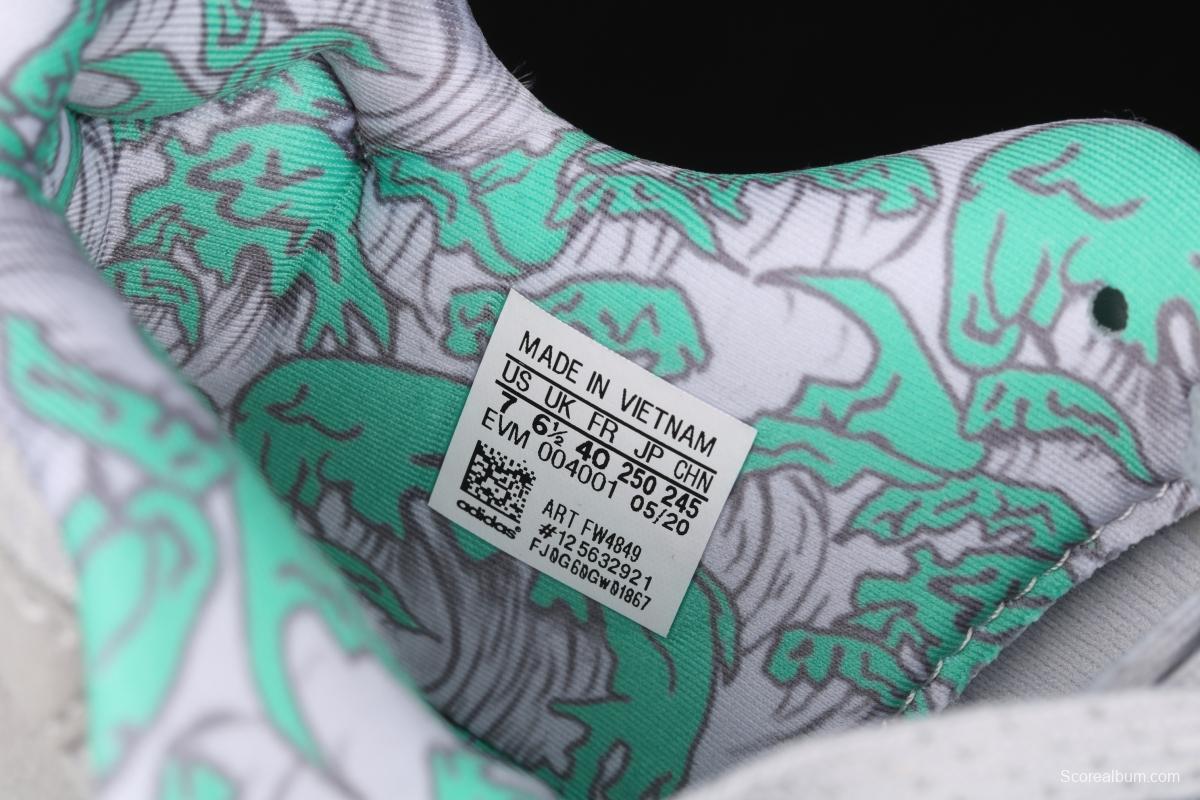 MADE IN VIETNAM
US UK FR JP CHN
7 6½ 40 250 245
EVM 004001 05/20
ART FW4849
#125632921
FJ0G60GW01867
adidas
Scorealbum.com